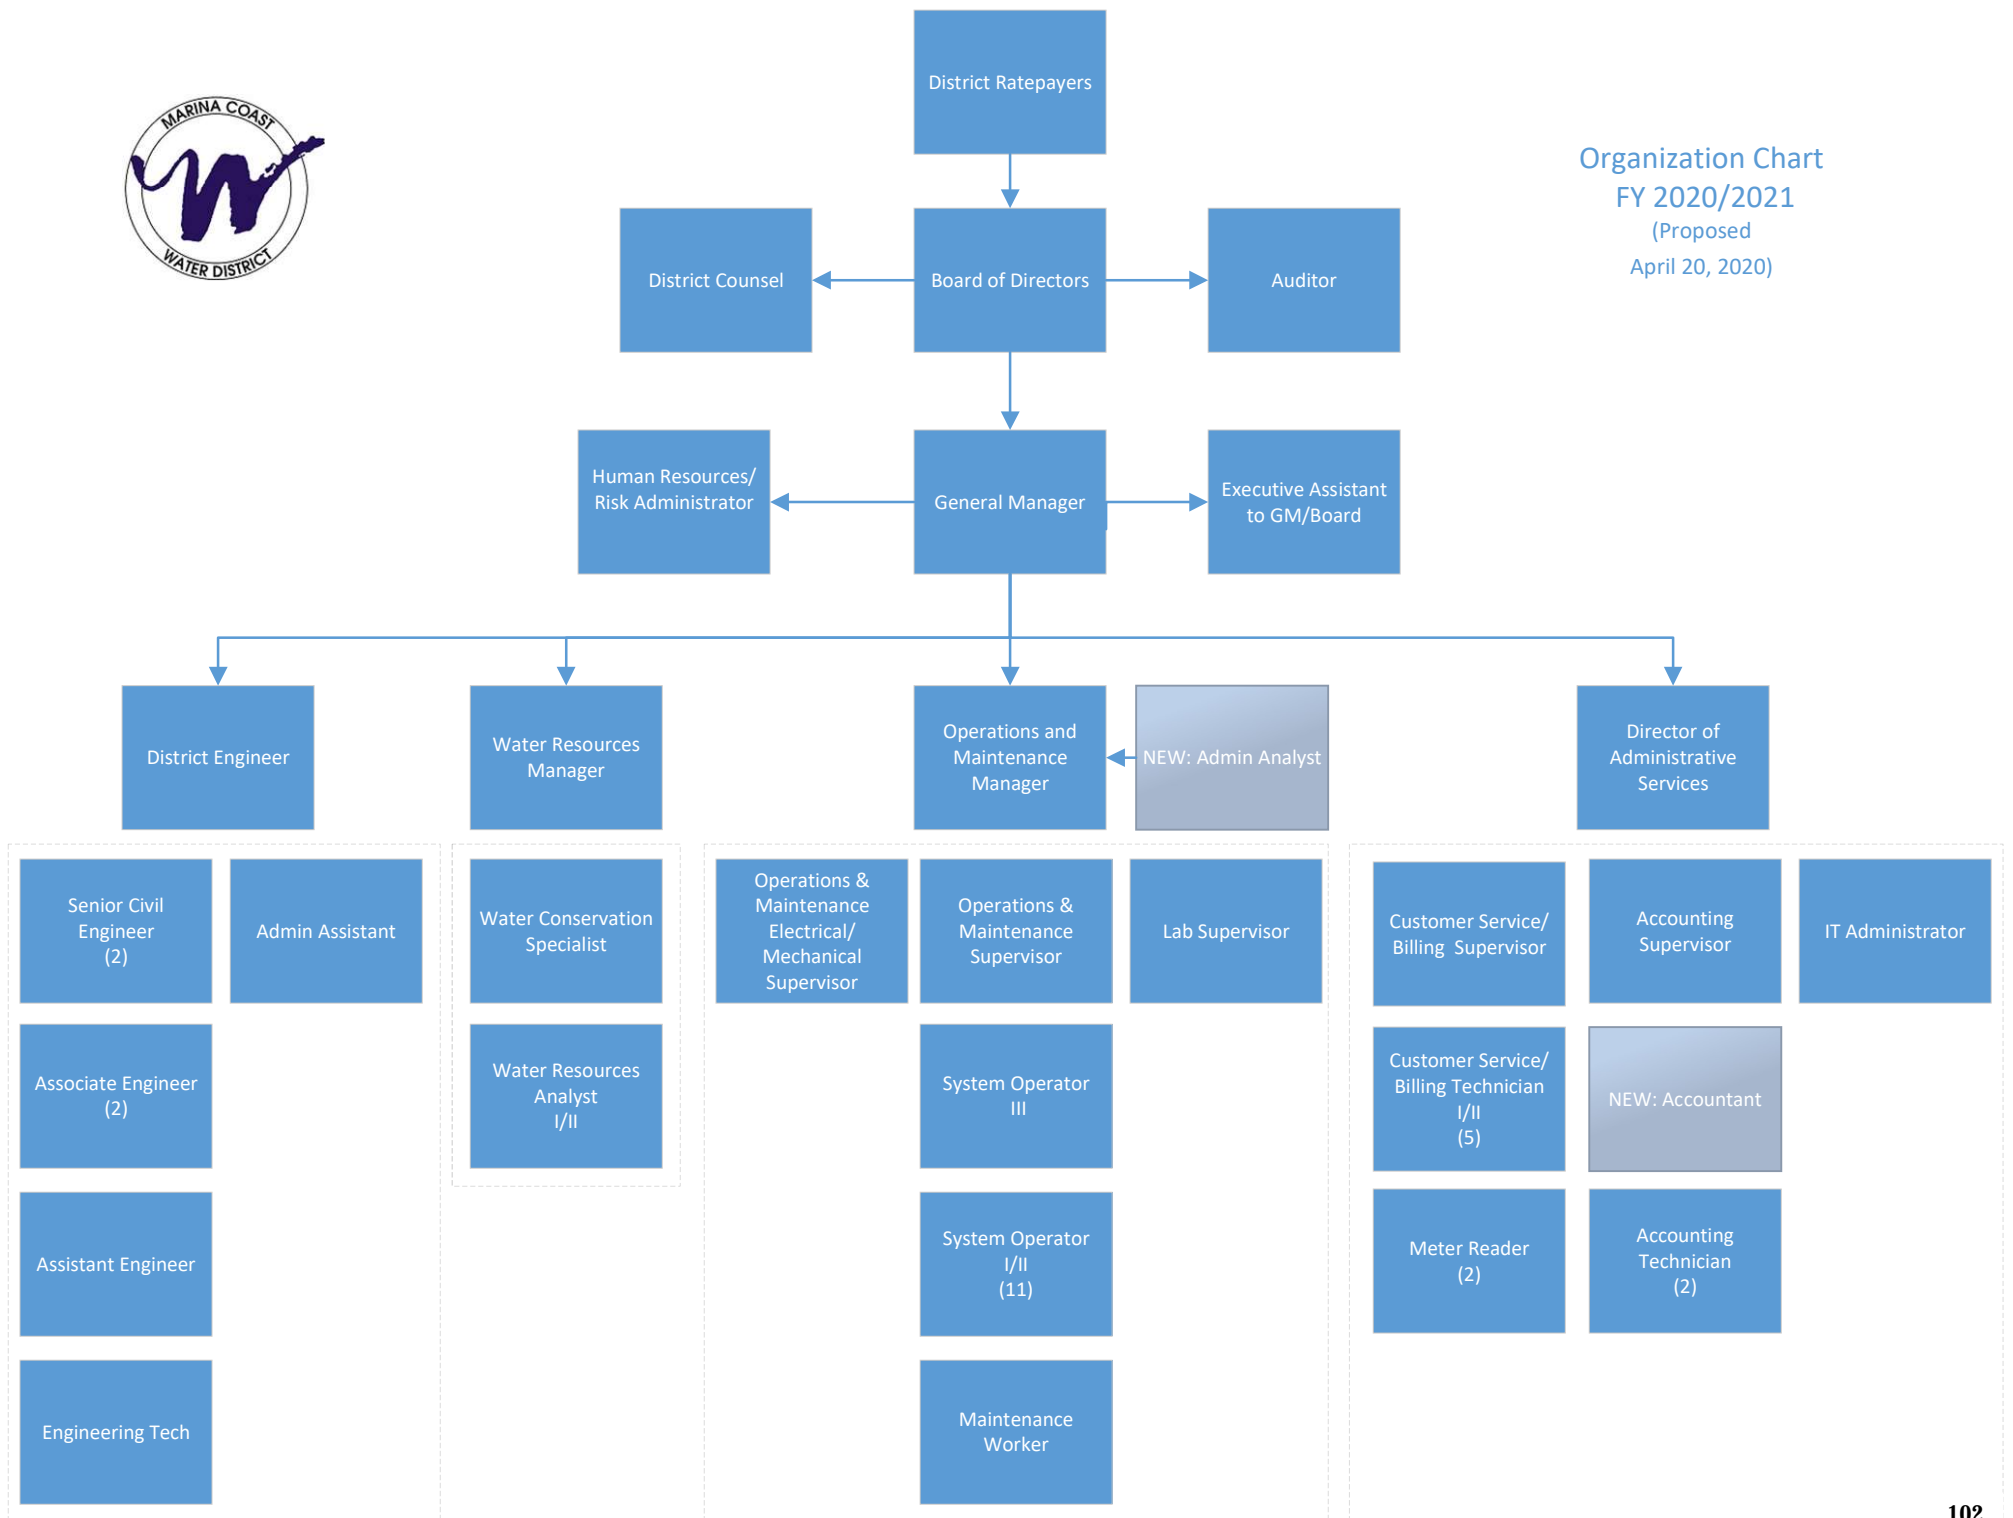 District Ratepayers
MARINA COAST
WATER DISTRICT
Organization Chart
FY 2020/2021
(Proposed
April 20, 2020)
District Counsel
Board of Directors
Auditor
Human Resources/
Risk Administrator
General Manager
Executive Assistant
to GM/Board
District Engineer
Water Resources
Manager
Operations and
Maintenance
Manager
NEW: Admin Analyst
Director of
Administrative
Services
Senior Civil
Engineer
(2)
Admin Assistant
Water Conservation
Specialist
Operations &
Maintenance
Electrical/
Mechanical
Supervisor
Operations &
Maintenance
Supervisor
Lab Supervisor
Customer Service/
Billing Supervisor
Accounting
Supervisor
IT Administrator
Associate Engineer
(2)
Water Resources
Analyst
I/II
System Operator
III
Customer Service/
Billing Technician
I/II
(5)
NEW: Accountant
Assistant Engineer
System Operator
I/II
(11)
Meter Reader
(2)
Accounting
Technician
(2)
Engineering Tech
Maintenance
Worker
102